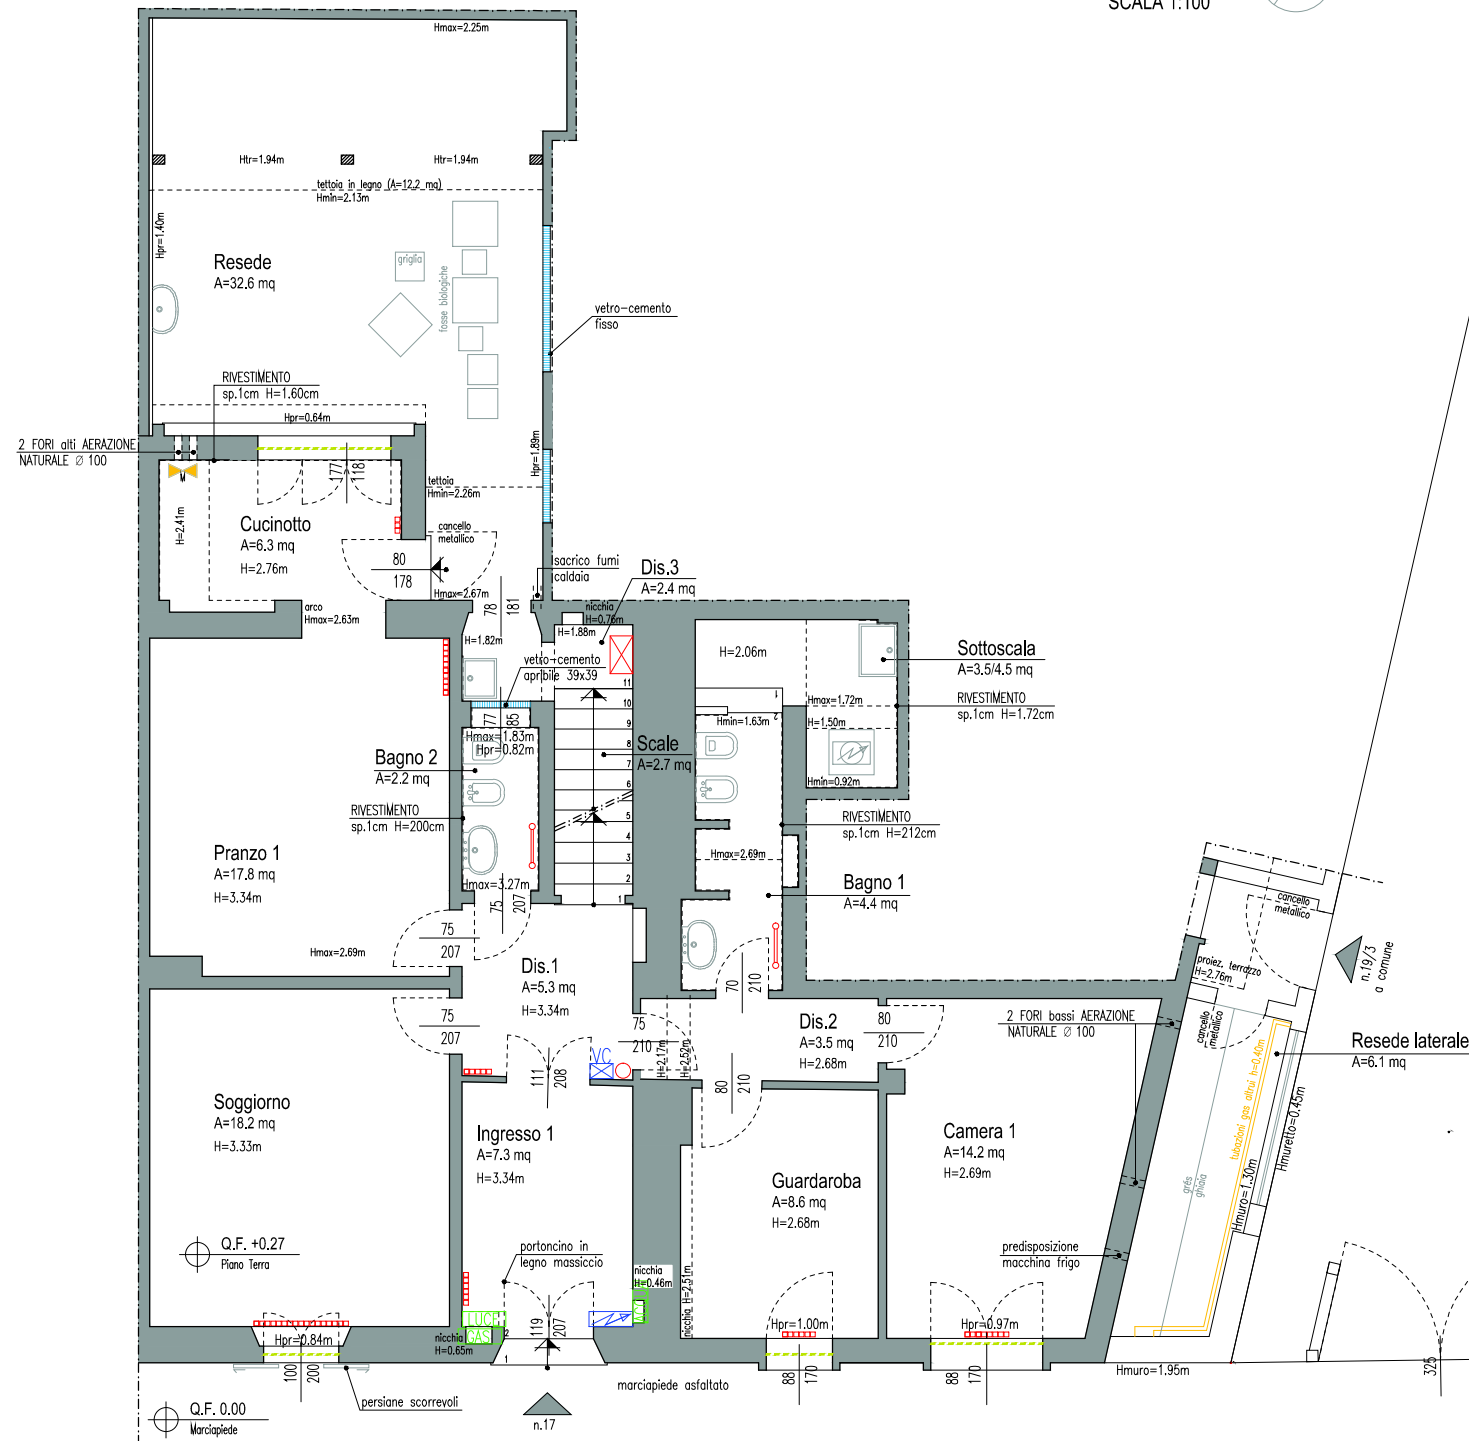 SCALA 1:100
Hmax=2.25m
Htr=1.94m
Htr=1.94m
tettoia in legno (A=12.2 mq)
Hmin=2.13m
Hpr=1.40m
Resede
A=32.6 mq
griglia
fosse biologiche
vetro-cemento
fisso
RIVESTIMENTO
sp.1cm H=1.60cm
Hpr=0.64m
2 FORI alti AERAZIONE
NATURALE Ø 100
177
118
Hpr=1.89m
tettoia
Hmin=2.26m
H=2.41m
Cucinotto
A=6.3 mq
H=2.76m
cancello
metallico
80
178
Hmax=2.67m
sacrico fumi
caldaia
Dis.3
A=2.4 mq
arco
Hmax=2.63m
78
181
nicchia
H=0.76m
H=1.88m
H=1.82m
vetro-cemento
apribile 39x39
H=2.06m
Sottoscala
A=3.5/4.5 mq
RIVESTIMENTO
sp.1cm H=1.72cm
Hmax=1.72m
H=1.50m
Hmin=1.63m
Hmin=0.92m
1
2
11
10
9
8
7
6
5
4
3
2
1
77
85
Hmax=1.83m
Hpr=0.82m
Bagno 2
A=2.2 mq
Scale
A=2.7 mq
RIVESTIMENTO
sp.1cm H=200cm
RIVESTIMENTO
sp.1cm H=212cm
Pranzo 1
A=17.8 mq
H=3.34m
Hmax=2.69m
Hmax=3.27m
75
207
Hmax=2.69m
Bagno 1
A=4.4 mq
75
207
Dis.1
A=5.3 mq
H=3.34m
70
210
cancello
metallico
n.19/3
a comune
proiez. terrazzo
H=2.76m
75
207
75
210
H=2.17m
H=2.52m
Dis.2
A=3.5 mq
H=2.68m
80
210
2 FORI bassi AERAZIONE
NATURALE Ø 100
cancello
metallico
Resede laterale
A=6.1 mq
VC
111
208
80
210
tubazioni gas altrui h=0.40m
Hmuretto=0.45m
Soggiorno
A=18.2 mq
H=3.33m
Ingresso 1
A=7.3 mq
H=3.34m
Guardaroba
A=8.6 mq
H=2.68m
Camera 1
A=14.2 mq
H=2.69m
grés
ghiaia
Hmuro=1.30m
Q.F. +0.27
Piano Terra
portoncino in
legno massiccio
predisposizione
macchina frigo
nicchia
H=0.46m
nicchia H=2.51m
LUCE
GAS
nicchia
H=0.65m
2
119
207
Hpr=0.84m
Hpr=1.00m
Hpr=0.97m
100
200
88
170
88
170
Hmuro=1.95m
325
marciapiede asfaltato
persiane scorrevoli
Q.F. 0.00
Marciapiede
n.17